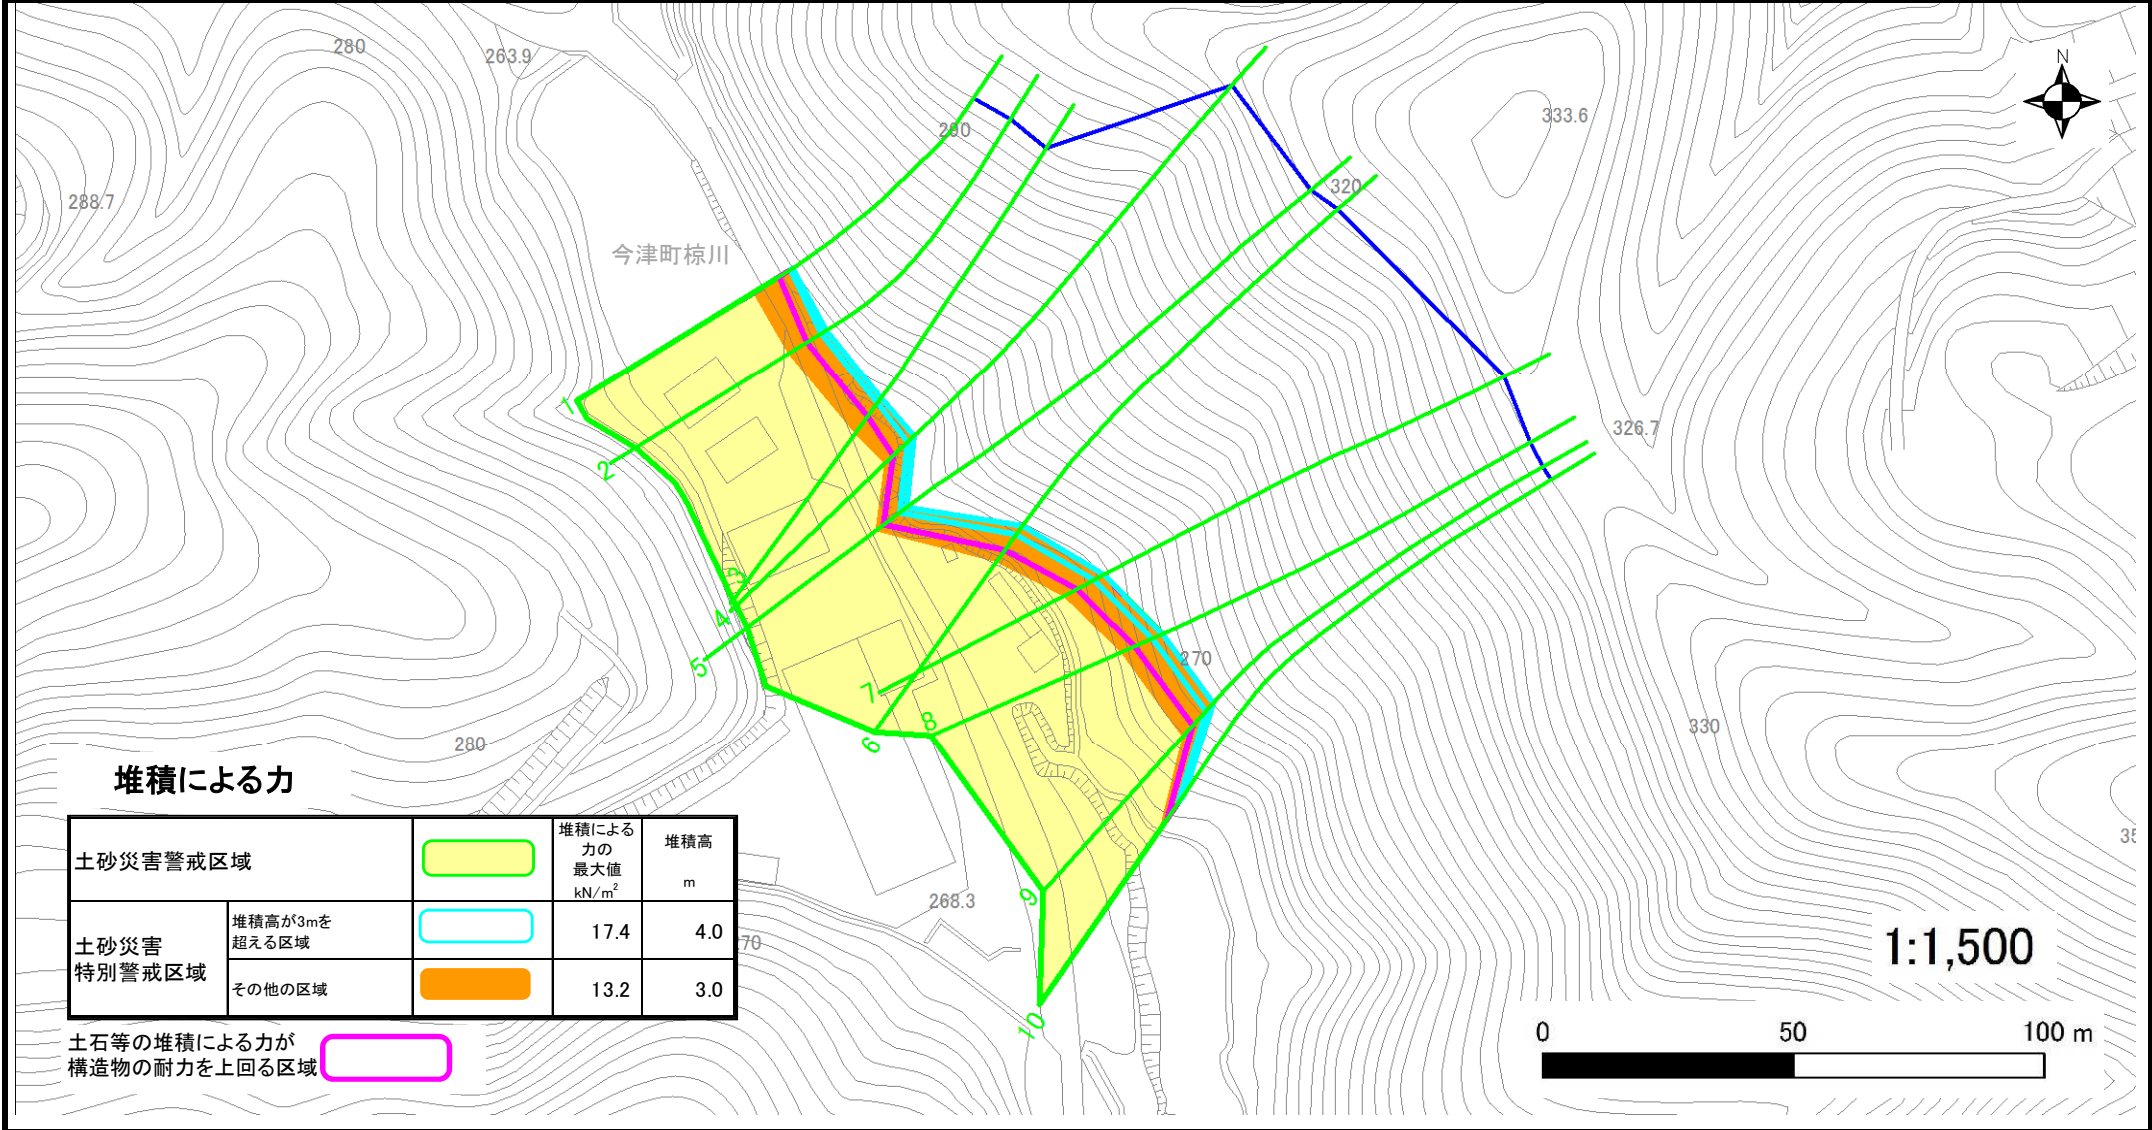 280
263.9
N
290
333.6
320
288.7
今津町椋川
1
326.7
2
3
4
5
270
7
8
6
330
280
堆積による力
土砂災害警戒区域
堆積による
力の
最大値
kN/m²
堆積高
m
35
土砂災害
特別警戒区域
堆積高が3mを
超える区域
17.4
4.0
その他の区域
13.2
3.0
268.3
9
70
1:1,500
10
土石等の堆積による力が
構造物の耐力を上回る区域
0 50 100 m